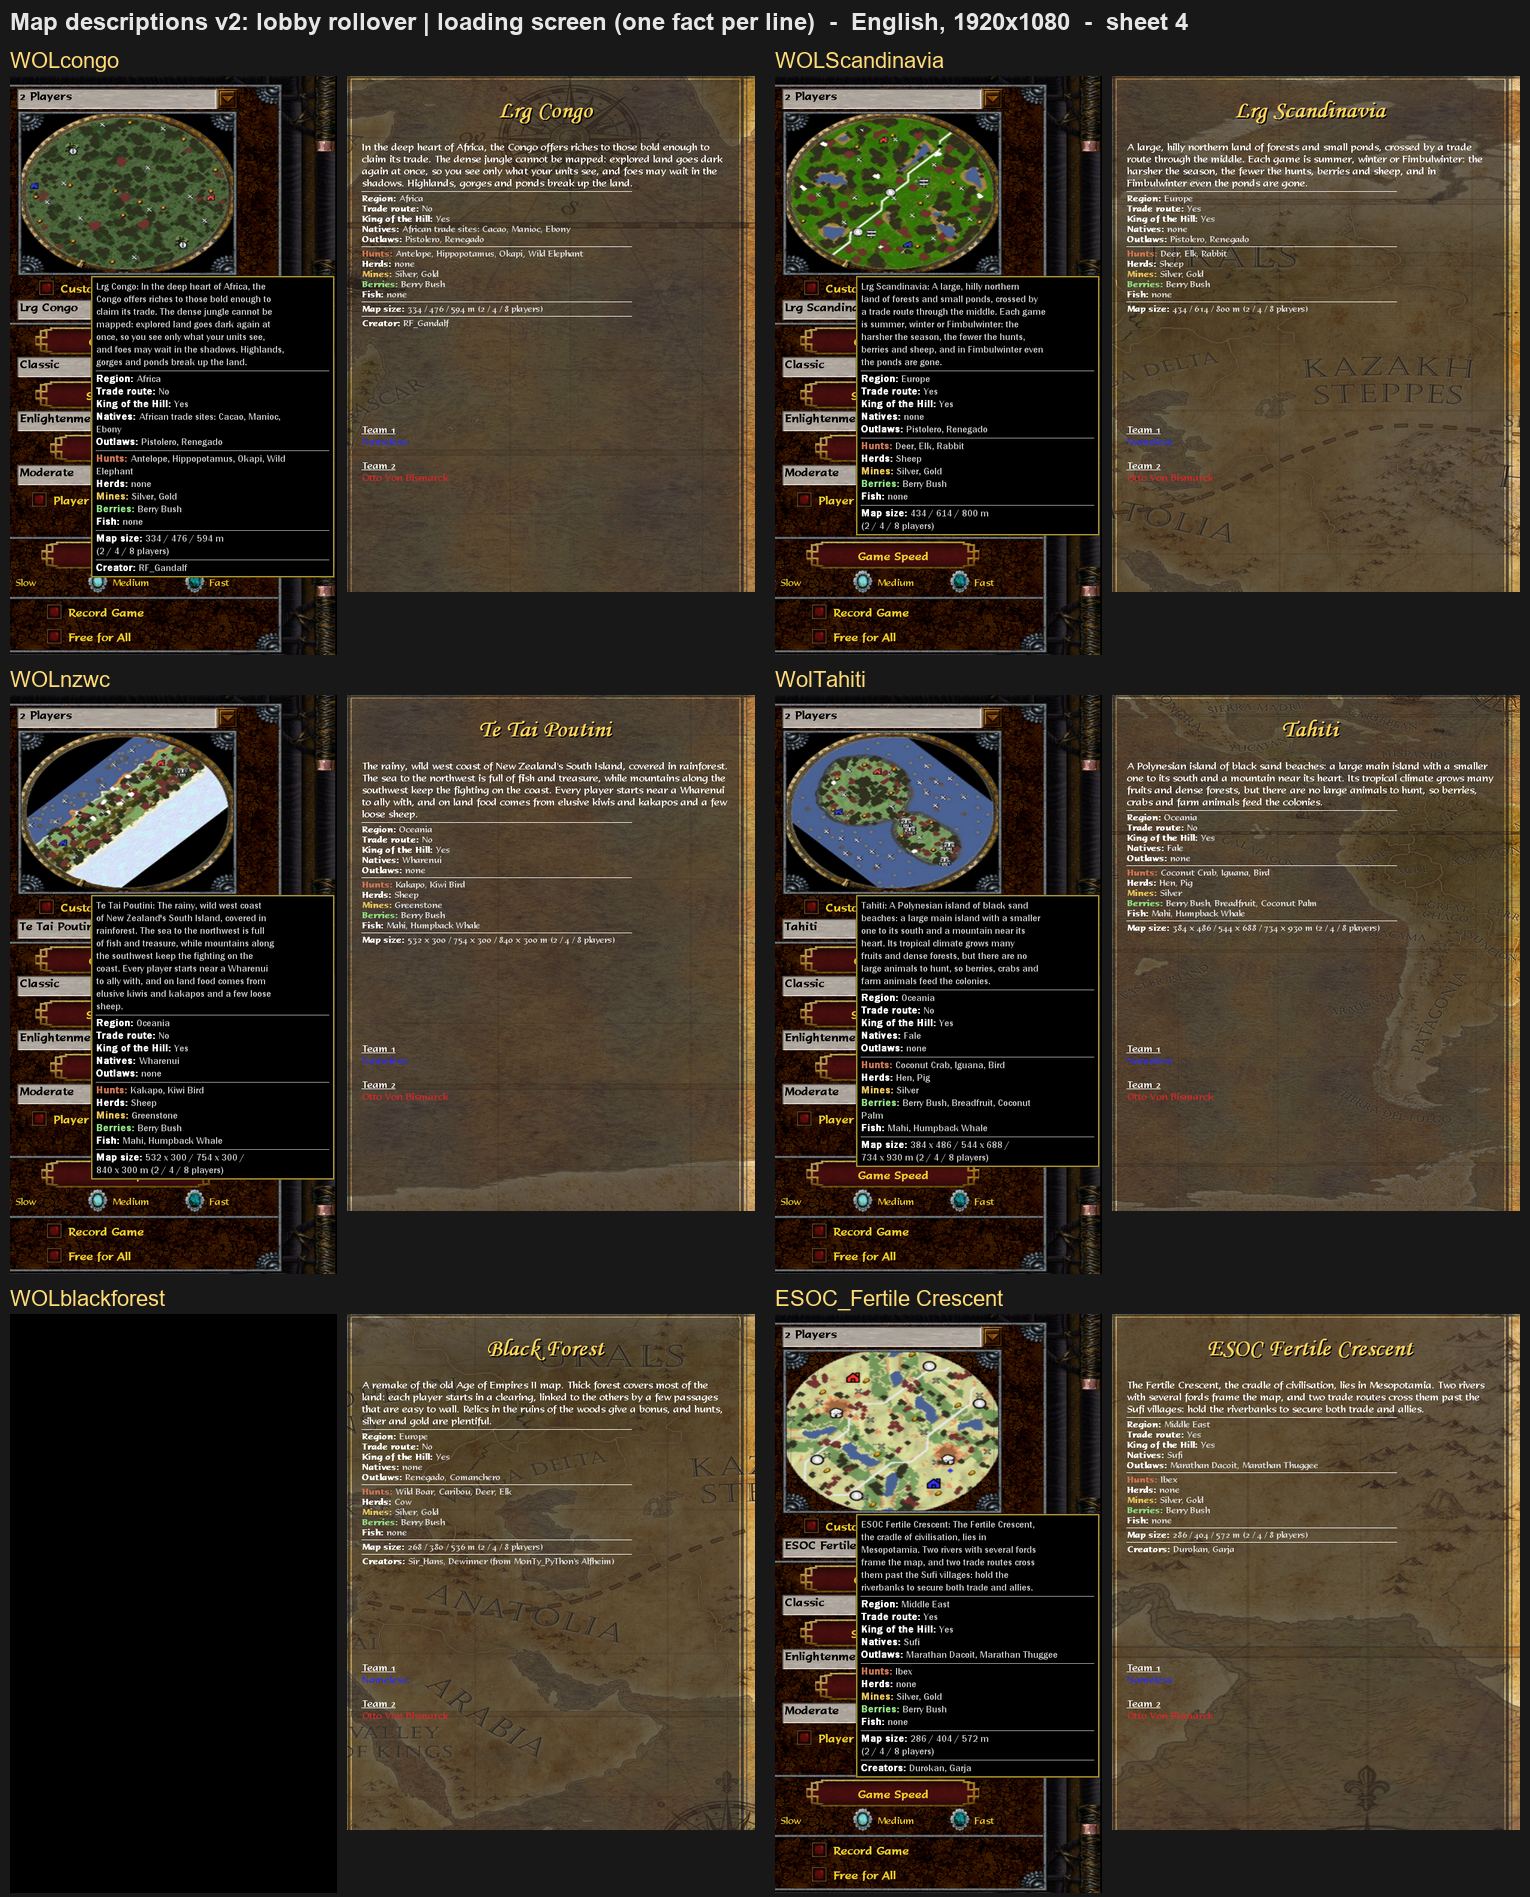 Map descriptions v2: lobby rollover | loading screen (one fact per line)  -  English, 1920x1080  -  sheet 4
WOLcongo
2 Players
Lrg Congo: In the deep heart of Africa, the
Congo offers riches to those bold enough to
claim its trade. The dense jungle cannot be
mapped: explored land goes dark again at
once, so you see only what your units see,
and foes may wait in the shadows. Highlands,
gorges and ponds break up the land.
Region: Africa
Trade route: No
King of the Hill: Yes
Natives: African trade sites: Cacao, Manioc,
Ebony
Outlaws: Pistolero, Renegado
Hunts: Antelope, Hippopotamus, Okapi, Wild
Elephant
Herds: none
Mines: Silver, Gold
Berries: Berry Bush
Fish: none
Map size: 334 / 476 / 594 m
(2 / 4 / 8 players)
Creator: RF_Gandalf
Lrg Congo
Classic
Enlightenme
Moderate
Player
Slow
Medium
Fast
Record Game
Free for All
Lrg Congo
In the deep heart of Africa, the Congo offers riches to those bold enough to
claim its trade. The dense jungle cannot be mapped: explored land goes dark
again at once, so you see only what your units see, and foes may wait in the
shadows. Highlands, gorges and ponds break up the land.
Region: Africa
Trade route: No
King of the Hill: Yes
Natives: African trade sites: Cacao, Manioc, Ebony
Outlaws: Pistolero, Renegado
Hunts: Antelope, Hippopotamus, Okapi, Wild Elephant
Herds: none
Mines: Silver, Gold
Berries: Berry Bush
Fish: none
Map size: 334 / 476 / 594 m (2 / 4 / 8 players)
Creator: RF_Gandalf
Team 1
Team 2
Otto Von Bismarck
WOLScandinavia
2 Players
Lrg Scandinavia: A large, hilly northern
land of forests and small ponds, crossed by
a trade route through the middle. Each game
is summer, winter or Fimbulwinter: the
harsher the season, the fewer the hunts,
berries and sheep, and in Fimbulwinter even
the ponds are gone.
Region: Europe
Trade route: Yes
King of the Hill: Yes
Natives: none
Outlaws: Pistolero, Renegado
Hunts: Deer, Elk, Rabbit
Herds: Sheep
Mines: Silver, Gold
Berries: Berry Bush
Fish: none
Map size: 434 / 614 / 800 m
(2 / 4 / 8 players)
Classic
Enlightenme
Moderate
Player
Game Speed
Slow
Medium
Fast
Record Game
Free for All
Lrg Scandinavia
A large, hilly northern land of forests and small ponds, crossed by a trade
route through the middle. Each game is summer, winter or Fimbulwinter: the
harsher the season, the fewer the hunts, berries and sheep, and in
Fimbulwinter even the ponds are gone.
Region: Europe
Trade route: Yes
King of the Hill: Yes
Natives: none
Outlaws: Pistolero, Renegado
Hunts: Deer, Elk, Rabbit
Herds: Sheep
Mines: Silver, Gold
Berries: Berry Bush
Fish: none
Map size: 434 / 614 / 800 m (2 / 4 / 8 players)
KAZAKH
STEPPES
Team 1
Team 2
Otto Von Bismarck
WOLnzwc
2 Players
Te Tai Poutini: The rainy, wild west coast
of New Zealand's South Island, covered in
rainforest. The sea to the northwest is full
of fish and treasure, while mountains along
the southwest keep the fighting on the
coast. Every player starts near a Wharenui
to ally with, and on land food comes from
elusive kiwis and kakapos and a few loose
sheep.
Region: Oceania
Trade route: No
King of the Hill: Yes
Natives: Wharenui
Outlaws: none
Hunts: Kakapo, Kiwi Bird
Herds: Sheep
Mines: Greenstone
Berries: Berry Bush
Fish: Mahi, Humpback Whale
Map size: 532 x 300 / 754 x 300 /
840 x 300 m (2 / 4 / 8 players)
Classic
Enlightenme
Moderate
Player
Slow
Medium
Fast
Record Game
Free for All
Te Tai Poutini
The rainy, wild west coast of New Zealand's South Island, covered in rainforest.
The sea to the northwest is full of fish and treasure, while mountains along the
southwest keep the fighting on the coast. Every player starts near a Wharenui
to ally with, and on land food comes from elusive kiwis and kakapos and a few
loose sheep.
Region: Oceania
Trade route: No
King of the Hill: Yes
Natives: Wharenui
Outlaws: none
Hunts: Kakapo, Kiwi Bird
Herds: Sheep
Mines: Greenstone
Berries: Berry Bush
Fish: Mahi, Humpback Whale
Map size: 532 x 300 / 754 x 300 / 840 x 300 m (2 / 4 / 8 players)
Team 1
Team 2
Otto Von Bismarck
WolTahiti
2 Players
Tahiti: A Polynesian island of black sand
beaches: a large main island with a smaller
one to its south and a mountain near its
heart. Its tropical climate grows many
fruits and dense forests, but there are no
large animals to hunt, so berries, crabs and
farm animals feed the colonies.
Region: Oceania
Trade route: No
King of the Hill: Yes
Natives: Fale
Outlaws: none
Hunts: Coconut Crab, Iguana, Bird
Herds: Hen, Pig
Mines: Silver
Berries: Berry Bush, Breadfruit, Coconut
Palm
Fish: Mahi, Humpback Whale
Map size: 384 x 486 / 544 x 688 /
734 x 930 m (2 / 4 / 8 players)
Tahiti
Classic
Enlightenme
Moderate
Player
Game Speed
Slow
Medium
Fast
Record Game
Free for All
Tahiti
A Polynesian island of black sand beaches: a large main island with a smaller
one to its south and a mountain near its heart. Its tropical climate grows many
fruits and dense forests, but there are no large animals to hunt, so berries,
crabs and farm animals feed the colonies.
Region: Oceania
Trade route: No
King of the Hill: Yes
Natives: Fale
Outlaws: none
Hunts: Coconut Crab, Iguana, Bird
Herds: Hen, Pig
Mines: Silver
Berries: Berry Bush, Breadfruit, Coconut Palm
Fish: Mahi, Humpback Whale
Map size: 384 x 486 / 544 x 688 / 734 x 930 m (2 / 4 / 8 players)
PATAGONIA
Team 1
Team 2
Otto Von Bismarck
WOLblackforest
Black Forest
A remake of the old Age of Empires II map. Thick forest covers most of the
land: each player starts in a clearing, linked to the others by a few passages
that are easy to wall. Relics in the ruins of the woods give a bonus, and hunts,
silver and gold are plentiful.
Region: Europe
Trade route: No
King of the Hill: Yes
Natives: none
Outlaws: Renegado, Comanchero
Hunts: Wild Boar, Caribou, Deer, Elk
Herds: Cow
Mines: Silver, Gold
Berries: Berry Bush
Fish: none
Map size: 268 / 380 / 536 m (2 / 4 / 8 players)
Creators: Sir_Hans, Dewinner (from MonTy_PyThon's Alfheim)
ANATOLIA
ARABIA
VALLEY
OF KINGS
Team 1
Team 2
Otto Von Bismarck
ESOC_Fertile Crescent
2 Players
ESOC Fertile Crescent: The Fertile Crescent,
the cradle of civilisation, lies in
Mesopotamia. Two rivers with several fords
frame the map, and two trade routes cross
them past the Sufi villages: hold the
riverbanks to secure both trade and allies.
Region: Middle East
Trade route: Yes
King of the Hill: Yes
Natives: Sufi
Outlaws: Marathan Dacoit, Marathan Thuggee
Hunts: Ibex
Herds: none
Mines: Silver, Gold
Berries: Berry Bush
Fish: none
Map size: 286 / 404 / 572 m
(2 / 4 / 8 players)
Creators: Durokan, Garja
ESOC Fertile
Classic
Enlightenme
Moderate
Player
Game Speed
Slow
Medium
Fast
Record Game
Free for All
ESOC Fertile Crescent
The Fertile Crescent, the cradle of civilisation, lies in Mesopotamia. Two rivers
with several fords frame the map, and two trade routes cross them past the
Sufi villages: hold the riverbanks to secure both trade and allies.
Region: Middle East
Trade route: Yes
King of the Hill: Yes
Natives: Sufi
Outlaws: Marathan Dacoit, Marathan Thuggee
Hunts: Ibex
Herds: none
Mines: Silver, Gold
Berries: Berry Bush
Fish: none
Map size: 286 / 404 / 572 m (2 / 4 / 8 players)
Creators: Durokan, Garja
Team 1
Team 2
Otto Von Bismarck